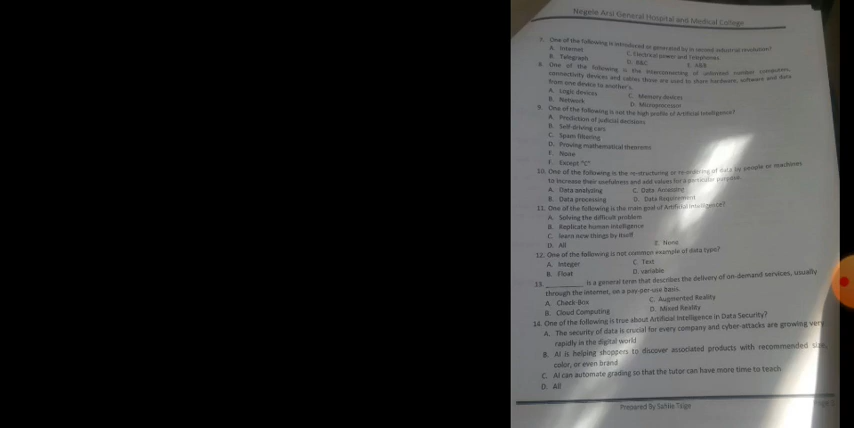 Negele Arsi General Hospital and Medical College
7. One of the following is introduced or generated by in second industrial revolution?
A. Internet
C. Electrical power and Telephones
B. Telegraph
D. B&C
E. A&B
8. One of the following is the interconnecting of unlimited number computers,
connectivity devices and cables those are used to share hardware, software and data
from one device to another's.
A. Logic devices
C. Memory devices
B. Network
D. Microprocessor
9. One of the following is not the high profile of Artificial Intelligence?
A. Prediction of judicial decisions
B. Self-driving cars
C. Spam filtering
D. Proving mathematical theorems
E. None
F. Except "C"
10. One of the following is the re-structuring or re-ordering of data by people or machines
to increase their usefulness and add values for a particular purpose.
A. Data analyzing
C. Data Accessing
B. Data processing
D. Data Requirement
11. One of the following is the main goal of Artificial Intelligence?
A. Solving the difficult problem
B. Replicate human intelligence
C. learn new things by itself
D. All
E. None
12. One of the following is not common example of data type?
A. Integer
C. Text
B. Float
D. variable
13. ________ is a general term that describes the delivery of on-demand services, usually
through the internet, on a pay-per-use basis.
A. Check-Box
C. Augmented Reality
B. Cloud Computing
D. Mixed Reality
14. One of the following is true about Artificial Intelligence in Data Security?
A. The security of data is crucial for every company and cyber-attacks are growing very
rapidly in the digital world
B. AI is helping shoppers to discover associated products with recommended size,
color, or even brand
C. AI can automate grading so that the tutor can have more time to teach
D. All
Prepared By Sahlu Tolga
Page